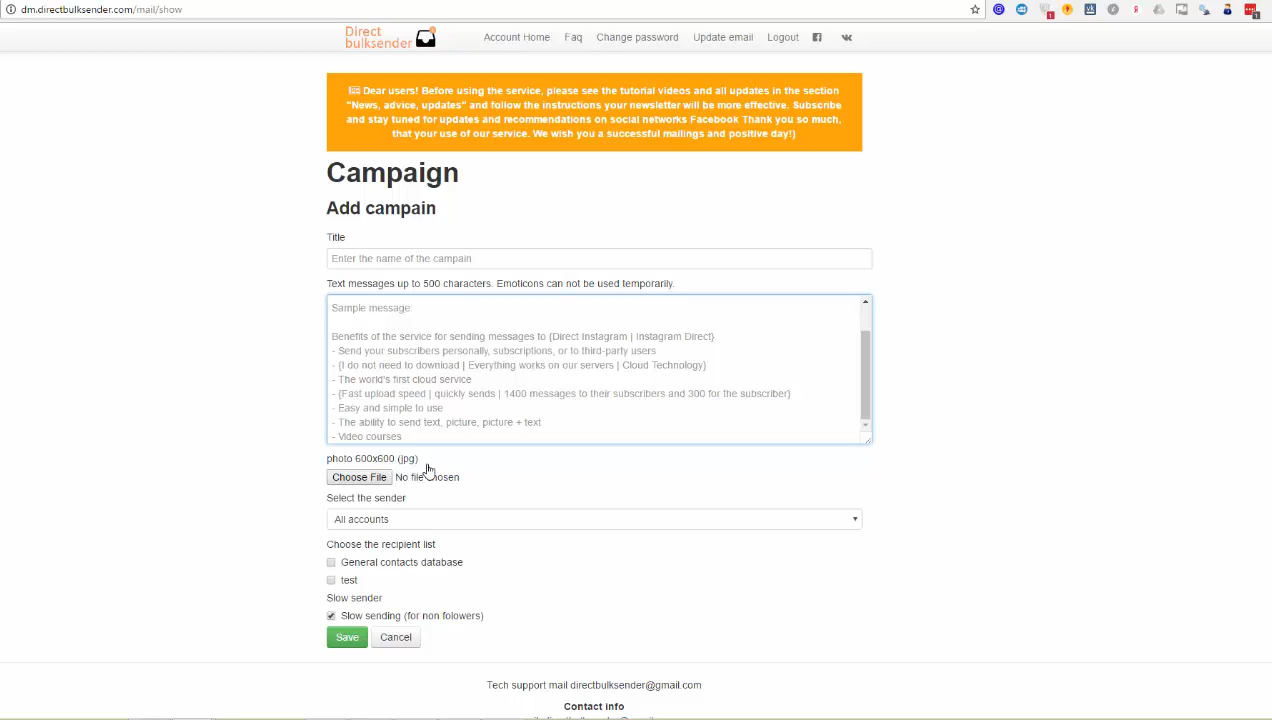 dm.directbulksender.com/mail/show
Direct
bulksender
Account Home Faq Change password Update email Logout
Dear users! Before using the service, please see the tutorial videos and all updates in the section
"News, advice, updates" and follow the instructions your newsletter will be more effective. Subscribe
and stay tuned for updates and recommendations on social networks Facebook Thank you so much,
that your use of our service. We wish you a successful mailings and positive day!)
Campaign
Add campain
Title
Enter the name of the campain
Text messages up to 500 characters. Emoticons can not be used temporarily.
Sample message:
Benefits of the service for sending messages to {Direct Instagram | Instagram Direct}
- Send your subscribers personally, subscriptions, or to third-party users
- {I do not need to download | Everything works on our servers | Cloud Technology}
- The world's first cloud service
- {Fast upload speed | quickly sends | 1400 messages to their subscribers and 300 for the subscriber}
- Easy and simple to use
- The ability to send text, picture, picture + text
- Video courses
photo 600x600 (jpg)
Choose File No file chosen
Select the sender
All accounts
Choose the recipient list
General contacts database
test
Slow sender
Slow sending (for non folowers)
Save Cancel
Tech support mail directbulksender@gmail.com
Contact info